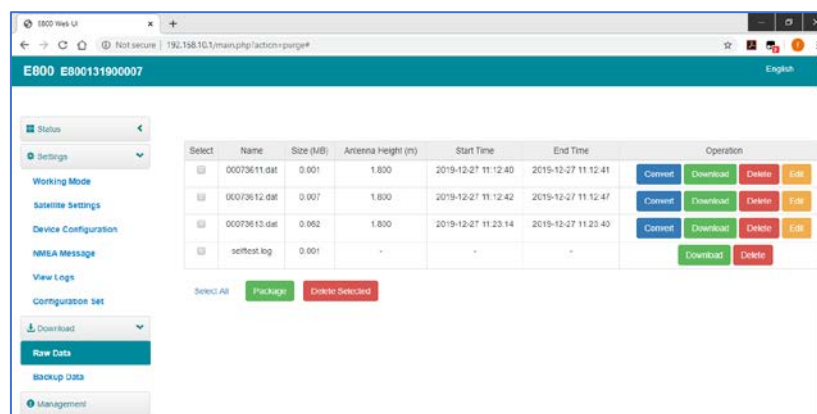 E800 Web UI
Not secure | 192.168.10.1/main.php?action=purge#
E800 E800131900007
English
Status
Settings
Working Mode
Satellite Settings
Device Configuration
NMEA Message
View Logs
Configuration Set
Download
Raw Data
Backup Data
Management
Select Name Size (MB) Antenna Height (m) Start Time End Time Operation
00073611.dat 0.001 1.800 2019-12-27 11:12:40 2019-12-27 11:12:41 Convert Download Delete Edit
00073612.dat 0.007 1.800 2019-12-27 11:12:42 2019-12-27 11:12:47 Convert Download Delete Edit
00073613.dat 0.062 1.800 2019-12-27 11:23:14 2019-12-27 11:23:40 Convert Download Delete Edit
selftest.log 0.001 - - - Download Delete
Select All Package Delete Selected